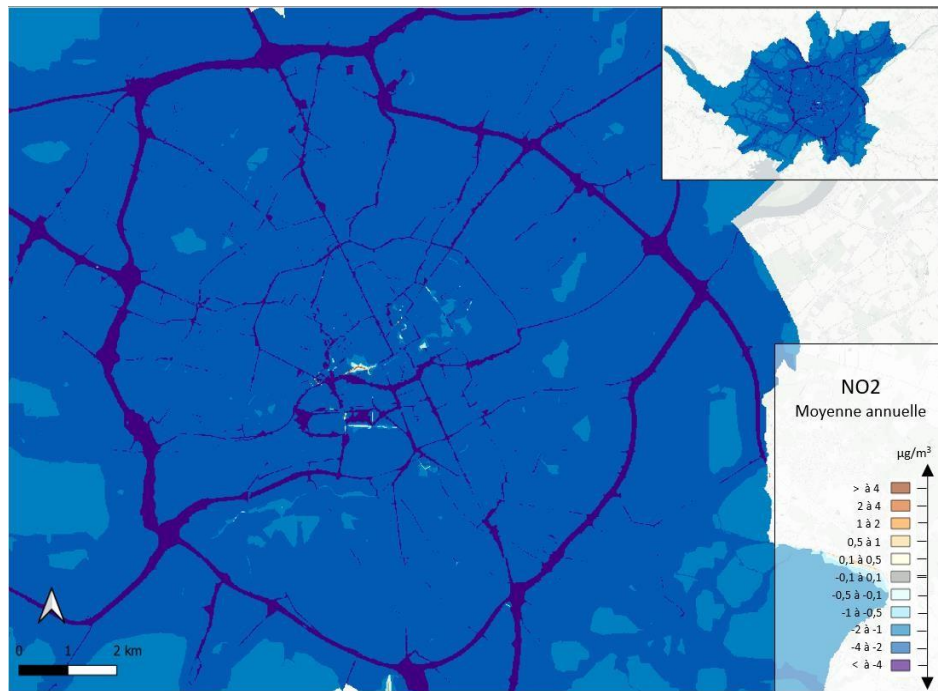 NO2
Moyenne annuelle
µg/m³
> à 4
2 à 4
1 à 2
0,5 à 1
0,1 à 0,5
-0,1 à 0,1
-0,5 à -0,1
-1 à -0,5
-2 à -1
-4 à -2
< à -4
0 1 2 km